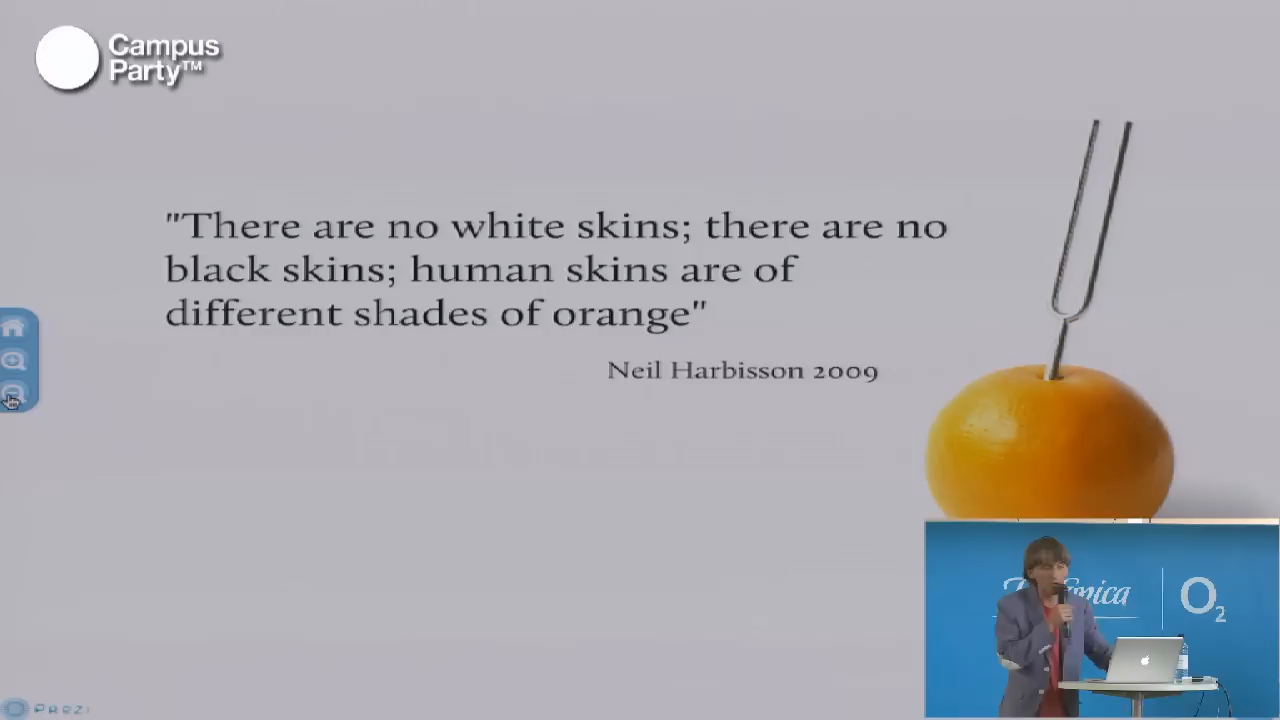 Campus
Party™
"There are no white skins; there are no
black skins; human skins are of
different shades of orange"
Neil Harbisson 2009
O2
PREZI